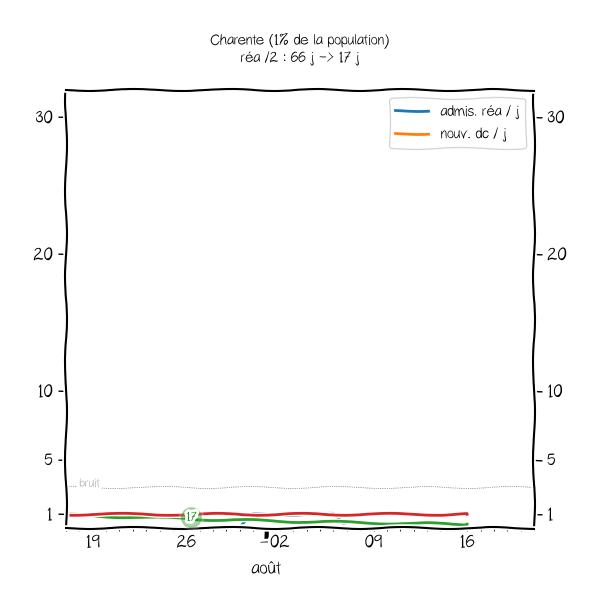 Charente (1% de la population)
réa /2 : 66 j -> 17 j
admis. réa / j
nouv. dc / j
30 30
20 20
10 10
5 5
bruit
1 17 1
19 26 02 09 16
août